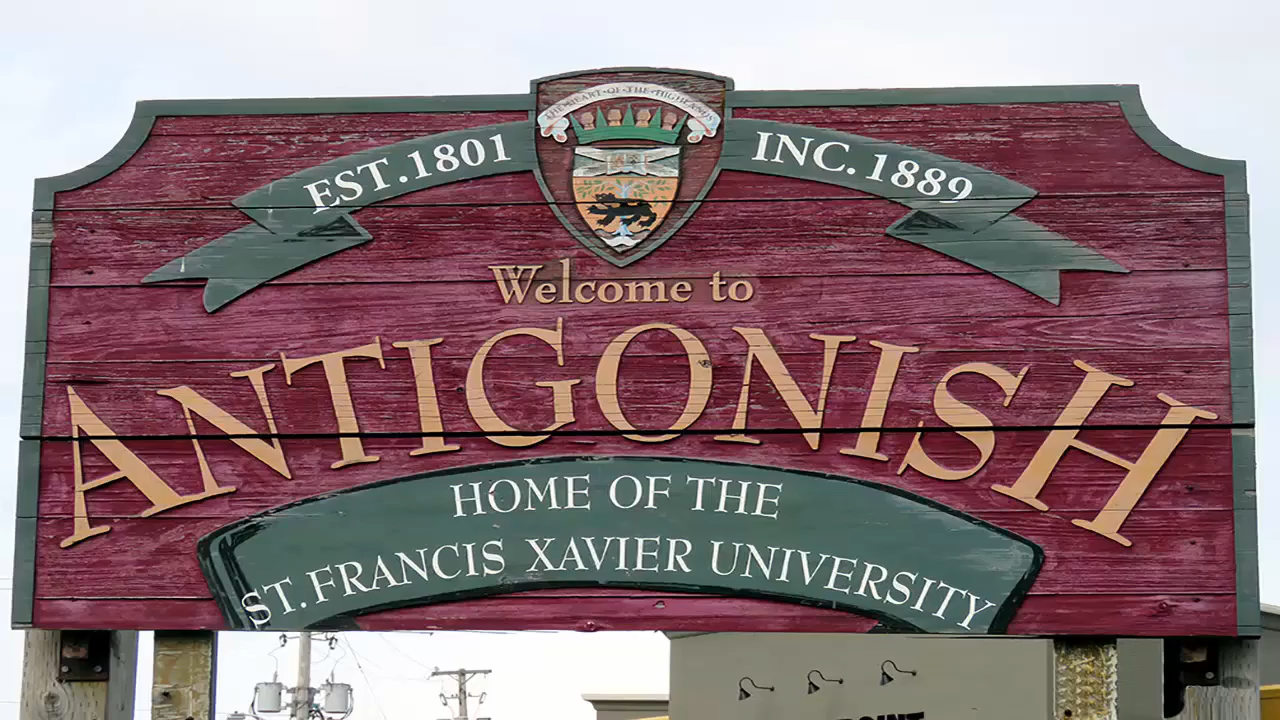 THE·HEART·OF·THE·HIGHLANDS
EST.1801
INC.1889
Welcome to
ANTIGONISH
HOME OF THE
ST. FRANCIS XAVIER UNIVERSITY